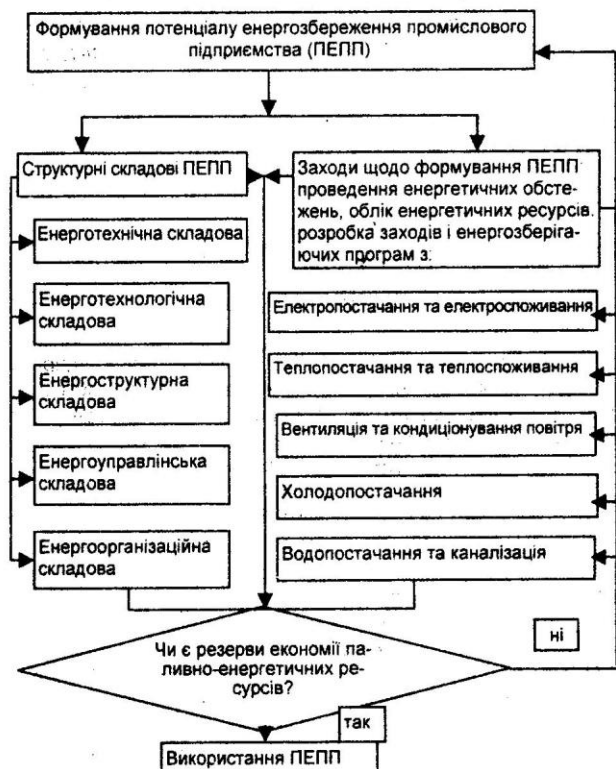 Формування потенціалу енергозбереження промислового
підприємства (ПЕПП)
Структурні складові ПЕПП
Енерготехнічна складова
Енерготехнологічна
складова
Енергоструктурна
складова
Енергоуправлінська
складова
Енергоорганізаційна
складова
Заходи щодо формування ПЕПП
проведення енергетичних обсте-
жень, облік енергетичних ресурсів.
розробка заходів і енергозберіга-
ючих програм з:
Електропостачання та електроспоживання
Теплопостачання та теплоспоживання
Вентиляція та кондиціонування повітря
Холодопостачання
Водопостачання та каналізація
Чи є резерви економії па-
ливно-енергетичних ре-
сурсів?
ні
так
Використання ПЕПП